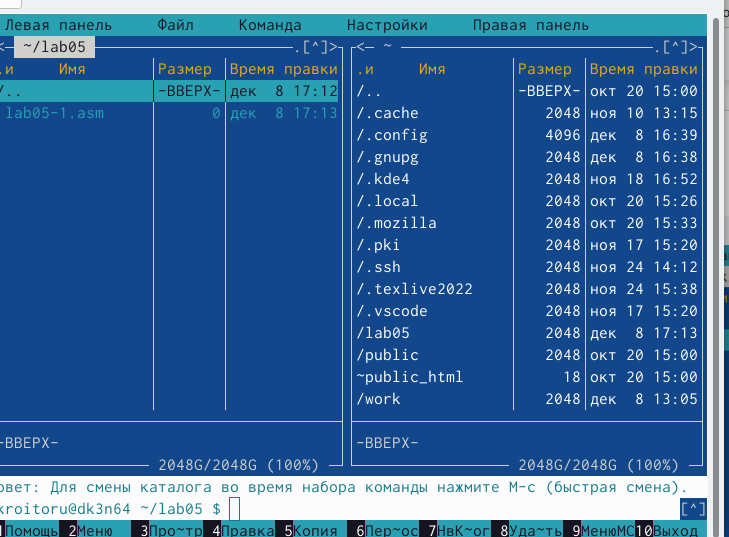 Левая панель Файл Команда Настройки Правая панель
<─ ~/lab05 .[^]> <─ ~ .[^]>
.и Имя Размер Время правки .и Имя Размер Время правки
/.. -ВВЕРХ- дек 8 17:12 /.. -ВВЕРХ- окт 20 15:00
lab05-1.asm 0 дек 8 17:13 /.cache 2048 ноя 10 13:15
/.config 4096 дек 8 16:39
/.gnupg 2048 дек 8 16:38
/.kde4 2048 ноя 18 16:52
/.local 2048 окт 20 15:26
/.mozilla 2048 окт 20 15:33
/.pki 2048 ноя 17 15:20
/.ssh 2048 ноя 24 14:12
/.texlive2022 2048 ноя 24 15:38
/.vscode 2048 ноя 17 15:20
/lab05 2048 дек 8 17:13
/public 2048 окт 20 15:00
~public_html 18 окт 20 15:00
/work 2048 дек 8 13:05
-ВВЕРХ- -ВВЕРХ-
2048G/2048G (100%) 2048G/2048G (100%)
овет: Для смены каталога во время набора команды нажмите M-c (быстрая смена).
kroitoru@dk3n64 ~/lab05 $ [^]
1Помощь 2Меню 3Про~тр 4Правка 5Копия 6Пер~ос 7НвК~ог 8Уда~ть 9МенюMC 10Выход